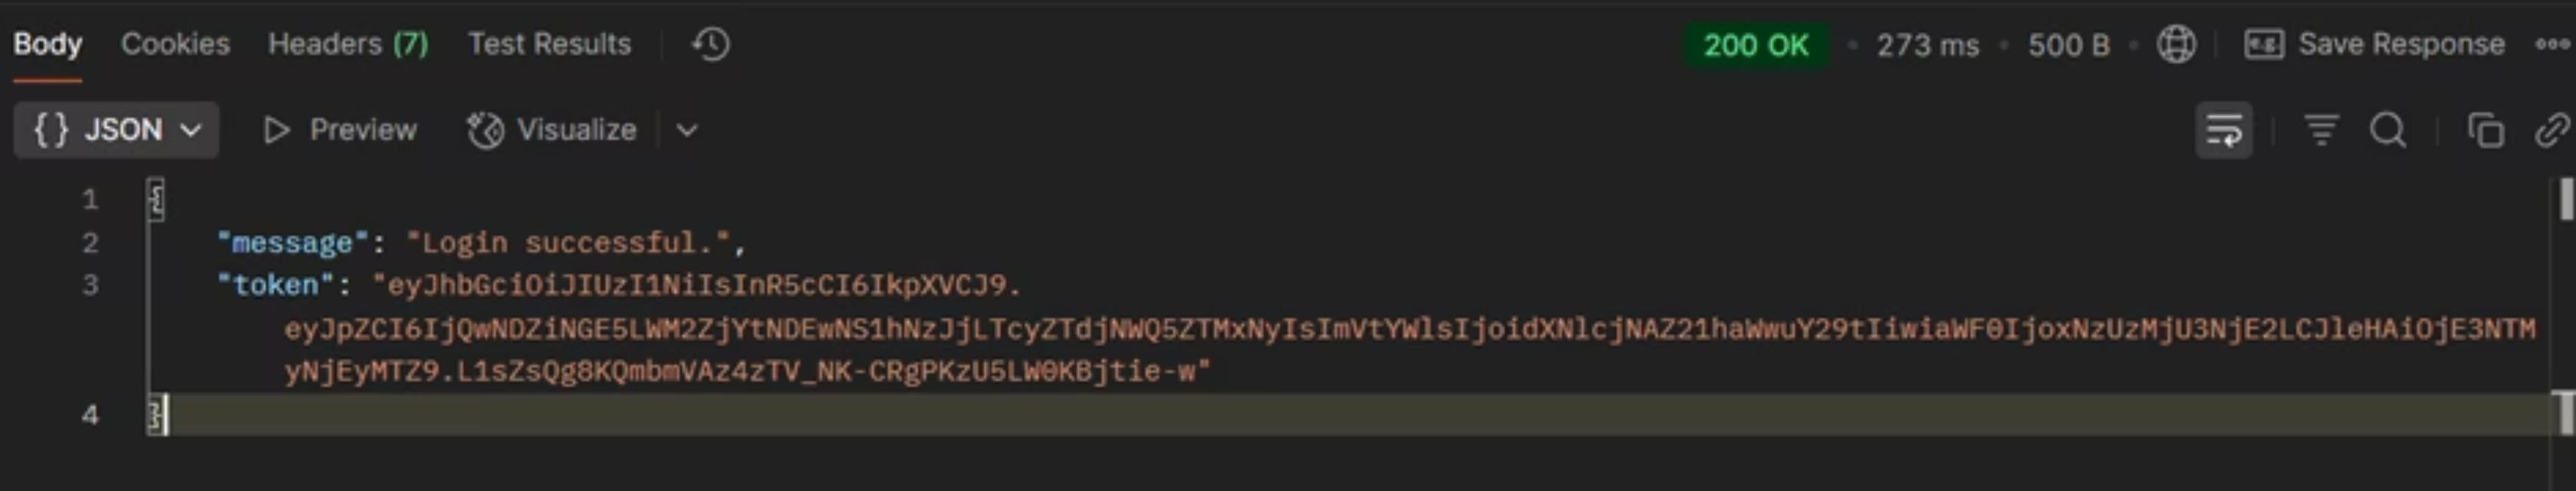 Body Cookies Headers (7) Test Results 200 OK • 273 ms • 500 B • e.g. Save Response
{} JSON Preview Visualize
1 {
2 "message": "Login successful.",
3 "token": "eyJhbGciOiJIUzI1NiIsInR5cCI6IkpXVCJ9.
eyJpZCI6IjQwNDZiNGE5LWM2ZjYtNDEwNS1hNzJjLTcyZTdjNWQ5ZTMxNyIsImVtYWlsIjoidXNlcjNAZ21haWwuY29tIiwiaWF0IjoxNzUzMjU3NjE2LCJleHAiOjE3NTM
yNjEyMTZ9.L1sZsQg8KQmbmVAz4zTV_NK-CRgPKzU5LW0KBjtie-w"
4 }